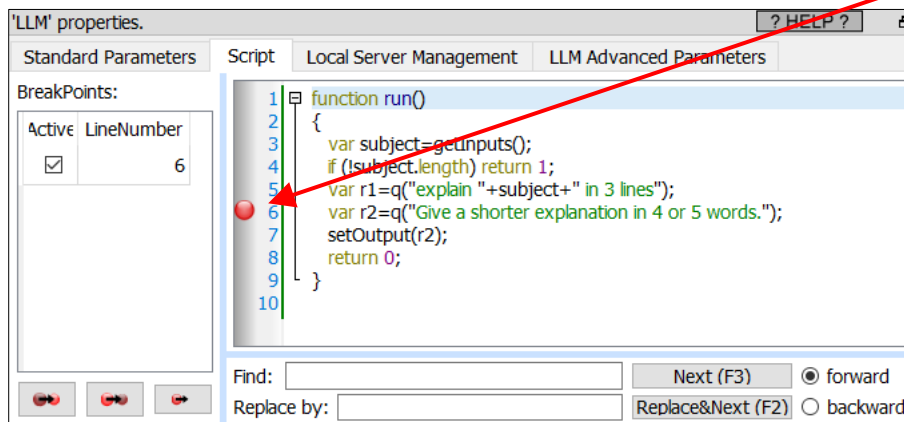 'LLM' properties.
? HELP ?
Standard Parameters Script Local Server Management LLM Advanced Parameters
BreakPoints:
Active LineNumber
6
1 function run()
2 {
3 var subject=getInputs();
4 if (!subject.length) return 1;
5 var r1=q("explain "+subject+" in 3 lines");
6 var r2=q("Give a shorter explanation in 4 or 5 words.");
7 setOutput(r2);
8 return 0;
9 }
10
Find: Next (F3) forward
Replace by: Replace&Next (F2) backward